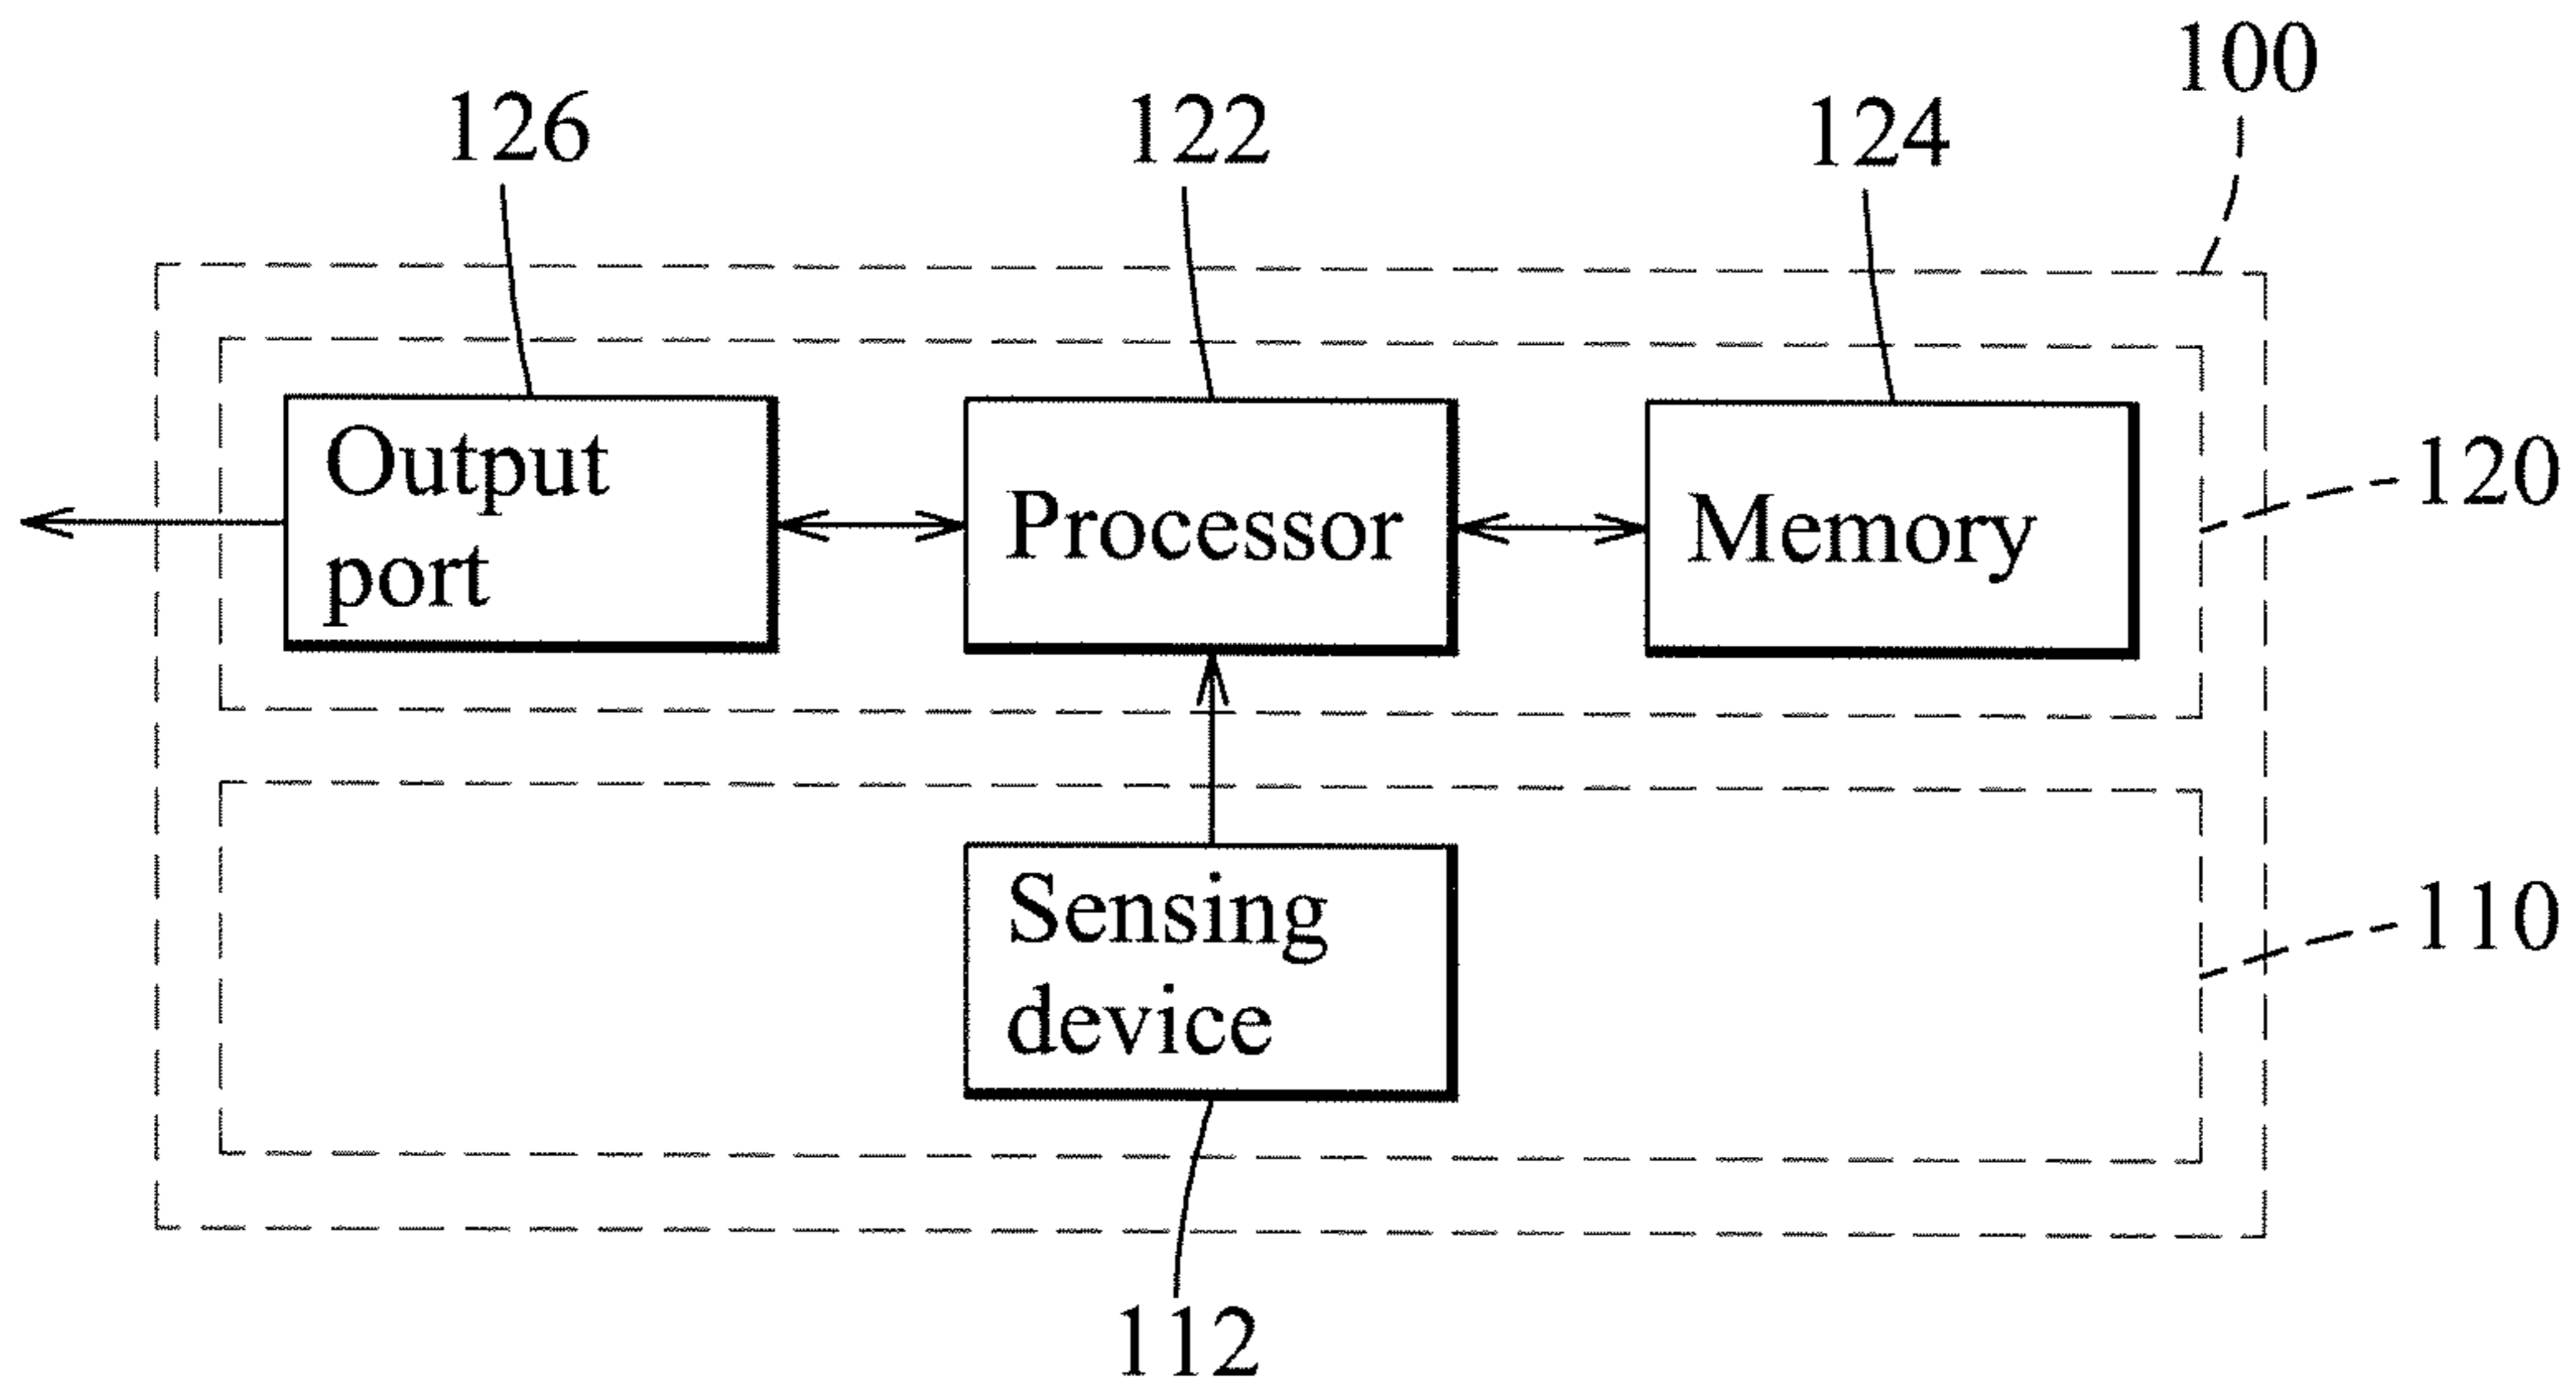 100
126
122
124
Output
port
Processor
Memory
120
Sensing
device
110
112